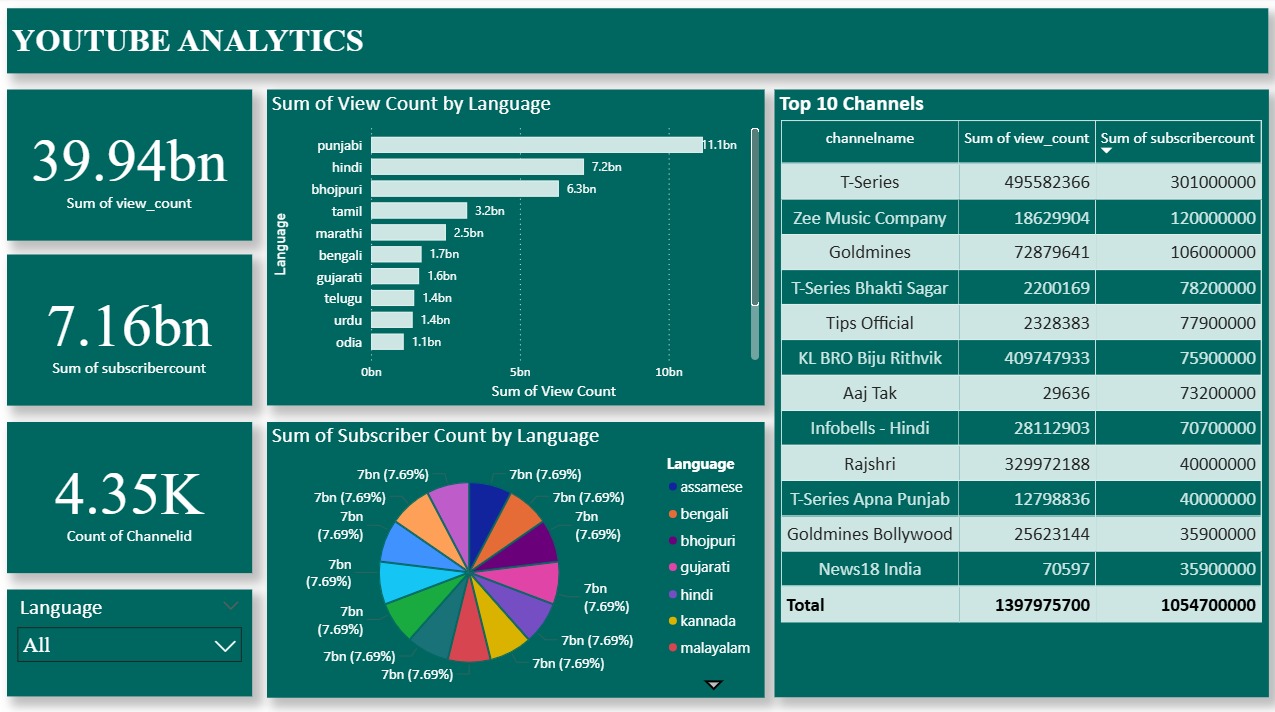 YOUTUBE ANALYTICS
39.94bn
Sum of view_count
7.16bn
Sum of subscribercount
4.35K
Count of Channelid
Language
All
Sum of View Count by Language
Language
punjabi 11.1bn
hindi 7.2bn
bhojpuri 6.3bn
tamil 3.2bn
marathi 2.5bn
bengali 1.7bn
gujarati 1.6bn
telugu 1.4bn
urdu 1.4bn
odia 1.1bn
0bn 5bn 10bn
Sum of View Count
Sum of Subscriber Count by Language
7bn (7.69%) 7bn (7.69%)
7bn (7.69%) 7bn (7.69%)
7bn
(7.69%)
7bn
(7.69%)
7bn
(7.69%)
7bn
(7.69%)
7bn
(7.69%)
7bn (7.69%)
7bn (7.69%)
7bn (7.69%)
7bn (7.69%)
Language
assamese
bengali
bhojpuri
gujarati
hindi
kannada
malayalam
Top 10 Channels
channelname Sum of view_count Sum of subscribercount
T-Series 495582366 301000000
Zee Music Company 18629904 120000000
Goldmines 72879641 106000000
T-Series Bhakti Sagar 2200169 78200000
Tips Official 2328383 77900000
KL BRO Biju Rithvik 409747933 75900000
Aaj Tak 29636 73200000
Infobells - Hindi 28112903 70700000
Rajshri 329972188 40000000
T-Series Apna Punjab 12798836 40000000
Goldmines Bollywood 25623144 35900000
News18 India 70597 35900000
Total 1397975700 1054700000